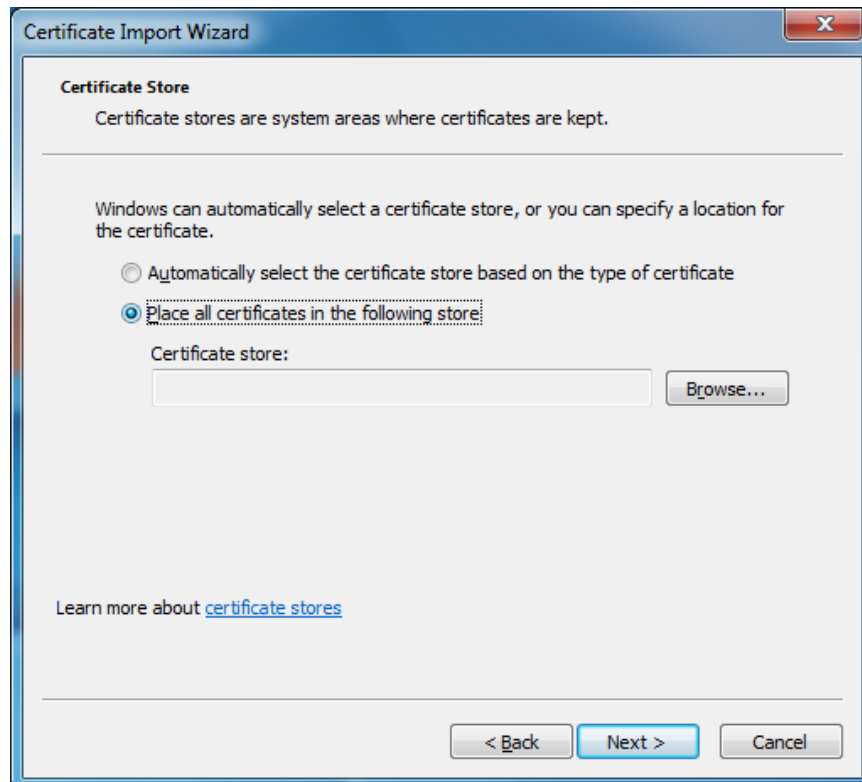 Certificate Import Wizard
Certificate Store
Certificate stores are system areas where certificates are kept.
Windows can automatically select a certificate store, or you can specify a location for
the certificate.
Automatically select the certificate store based on the type of certificate
Place all certificates in the following store
Certificate store:
Browse...
Learn more about certificate stores
< Back Next > Cancel